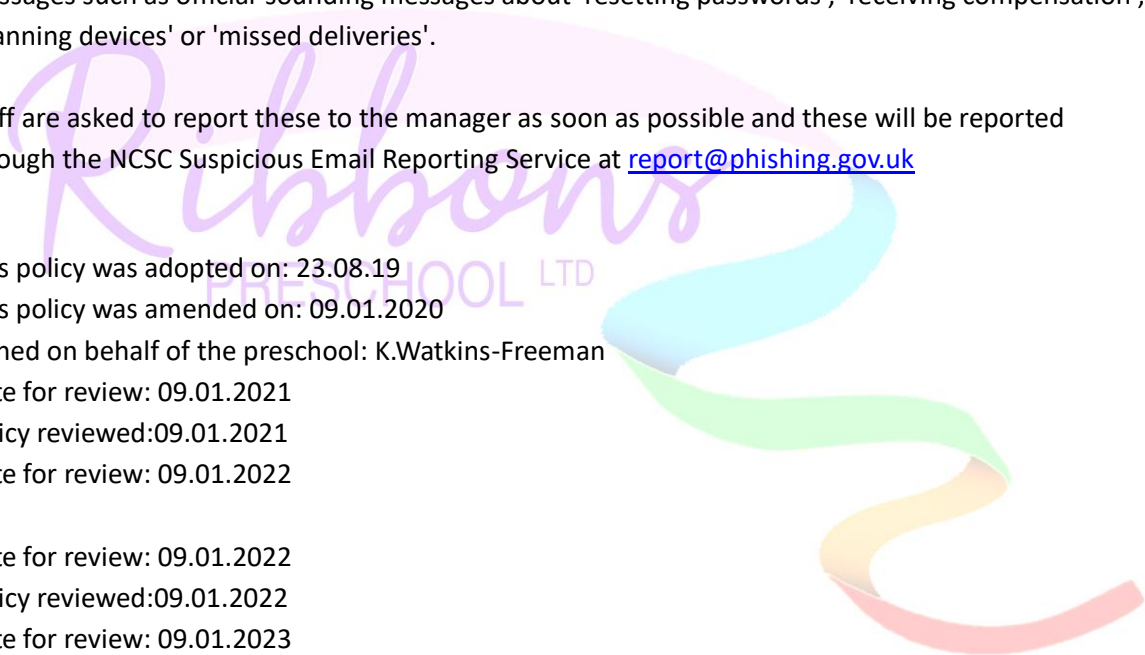 ssages such as official sounding messages about 'resetting passwords', 'receiving compensation',
anning devices' or 'missed deliveries'.
ff are asked to report these to the manager as soon as possible and these will be reported
ough the NCSC Suspicious Email Reporting Service at report@phishing.gov.uk
Ribbons
PRESCHOOL LTD
s policy was adopted on: 23.08.19
s policy was amended on: 09.01.2020
ned on behalf of the preschool: K.Watkins-Freeman
te for review: 09.01.2021
icy reviewed:09.01.2021
te for review: 09.01.2022
te for review: 09.01.2022
icy reviewed:09.01.2022
te for review: 09.01.2023